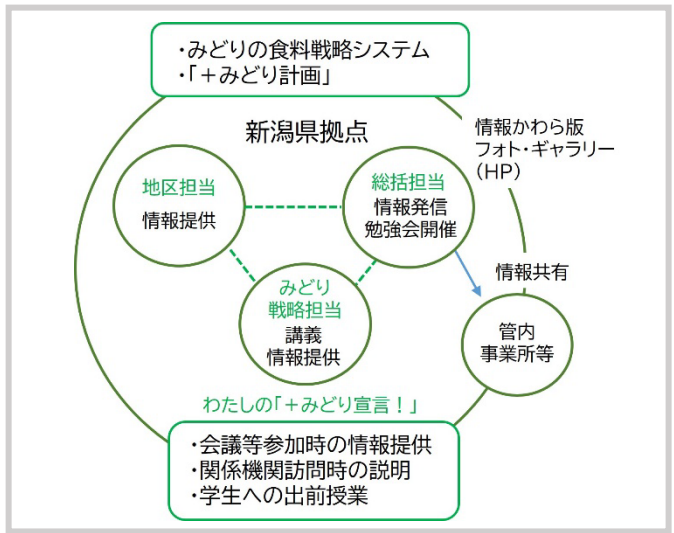 ・みどりの食料戦略システム
・「＋みどり計画」
新潟県拠点
情報かわら版
フォト・ギャラリー
（HP）
地区担当
情報提供
総括担当
情報発信
勉強会開催
みどり
戦略担当
講義
情報提供
情報共有
管内
事業所等
わたしの「＋みどり宣言！」
・会議等参加時の情報提供
・関係機関訪問時の説明
・学生への出前授業